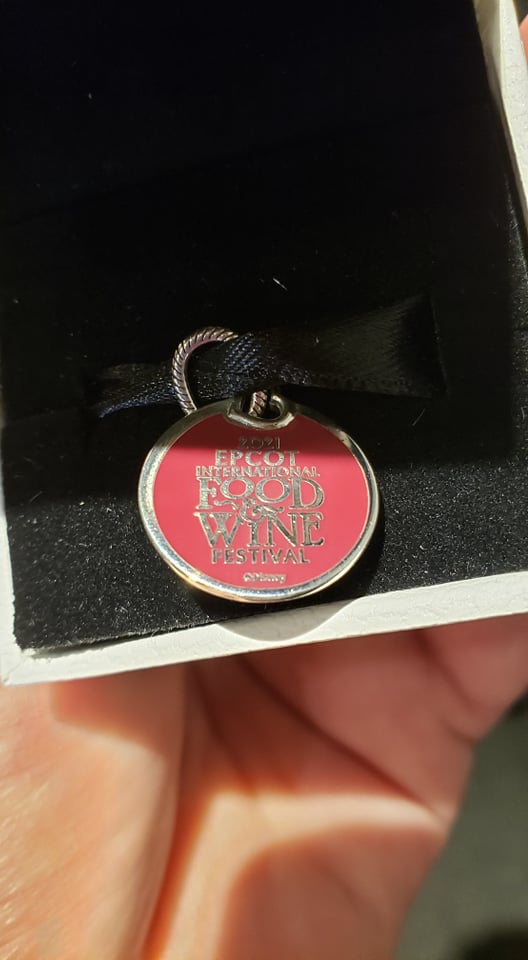 2021
EPCOT
INTERNATIONAL
FOOD
&
WINE
FESTIVAL
©Disney